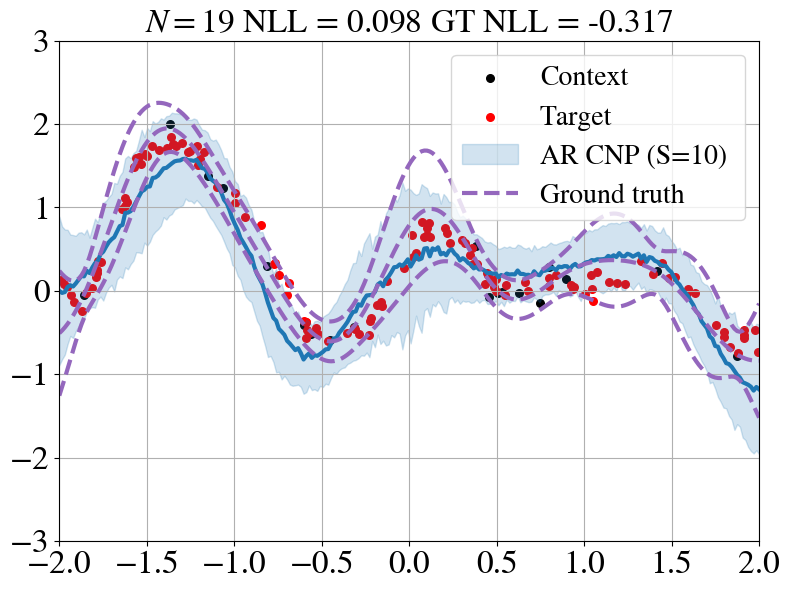 N = 19 NLL = 0.098 GT NLL = -0.317
3
2
1
0
−1
−2
−3
Context
Target
AR CNP (S=10)
Ground truth
−2.0 −1.5 −1.0 −0.5 0.0 0.5 1.0 1.5 2.0